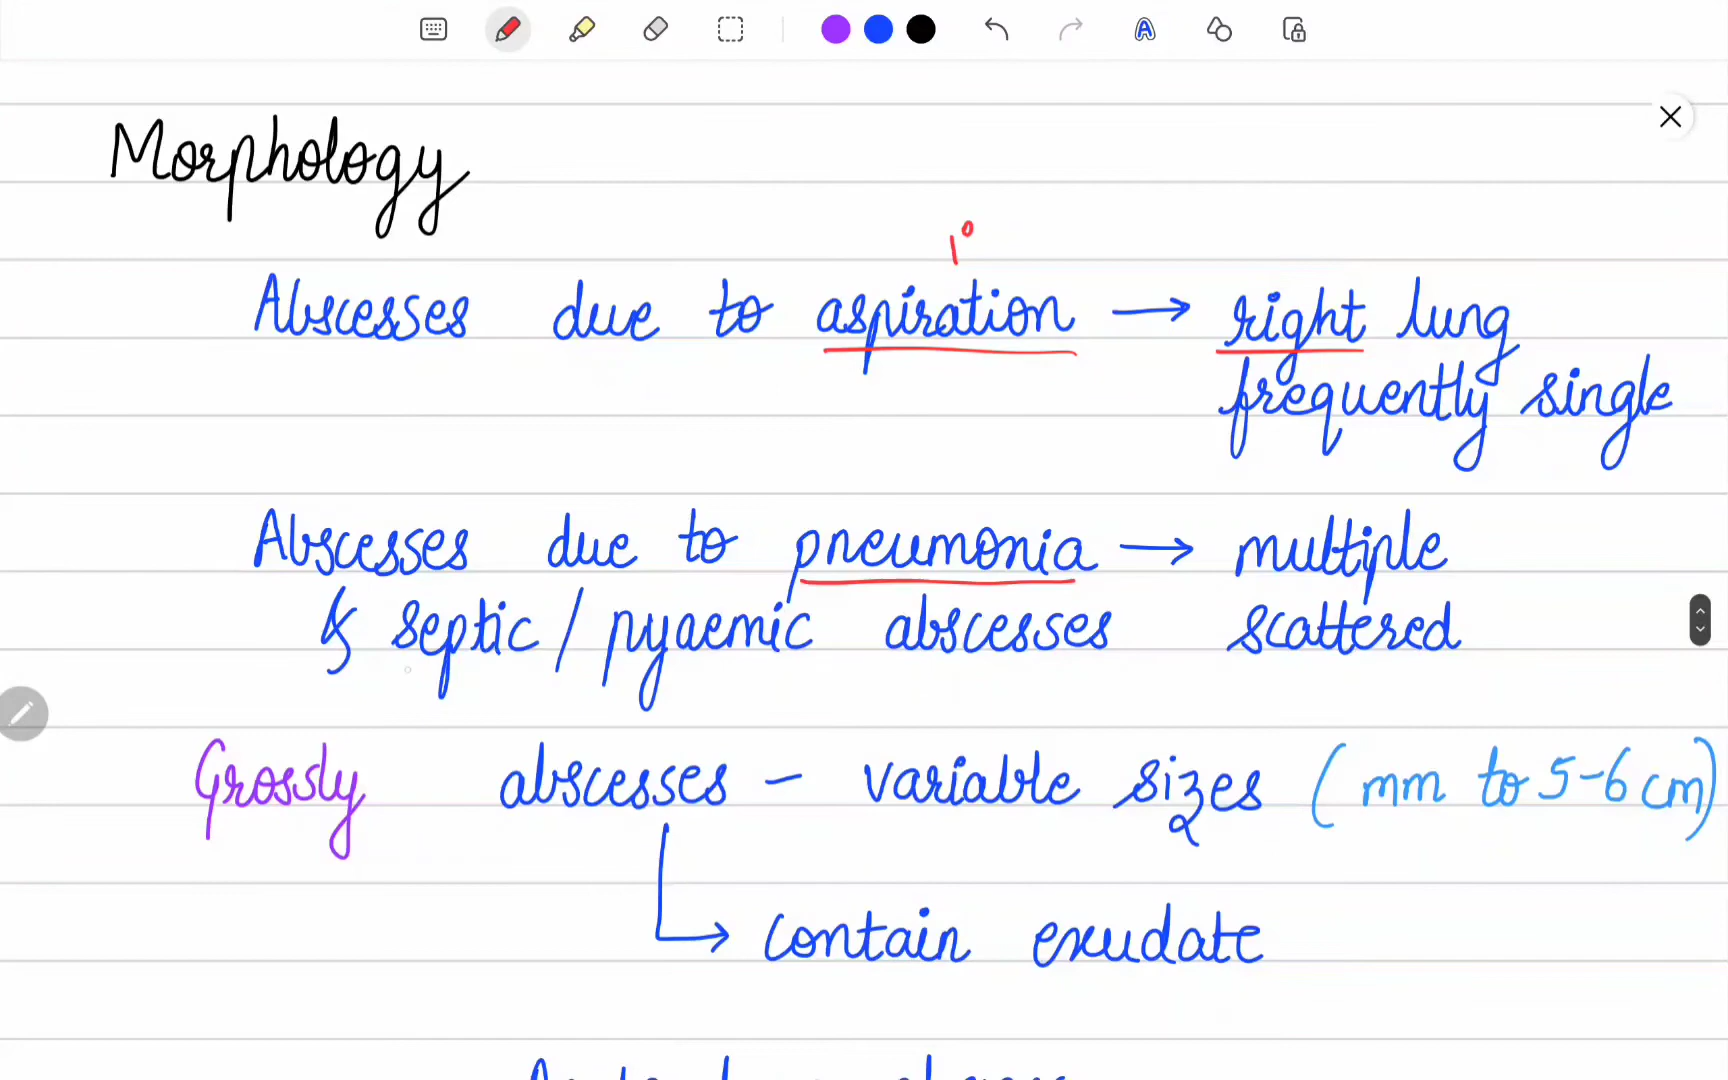 Morphology
1°
Abscesses due to aspiration → right lung
frequently single
Abscesses due to pneumonia → multiple
& septic / pyaemic abscesses scattered
Grossly abscesses - variable sizes (mm to 5-6 cm)
→ contain exudate